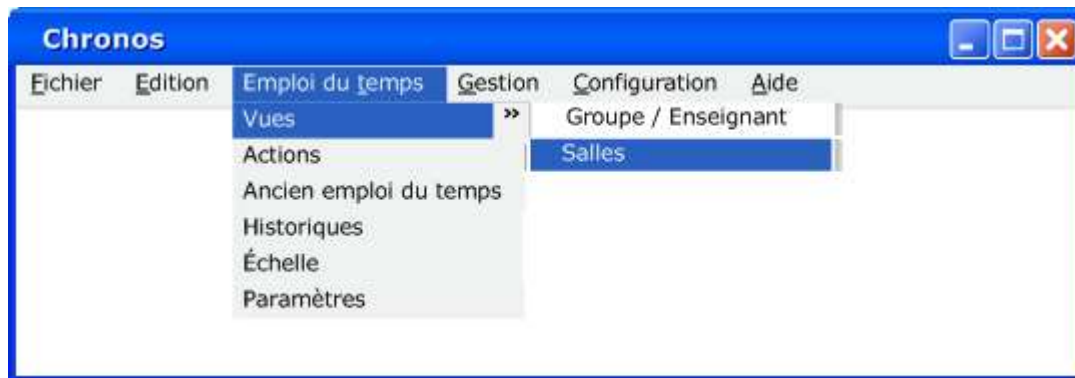 Chronos
Fichier Edition Emploi du temps Gestion Configuration Aide
Vues » Groupe / Enseignant
Actions Salles
Ancien emploi du temps
Historiques
Échelle
Paramètres